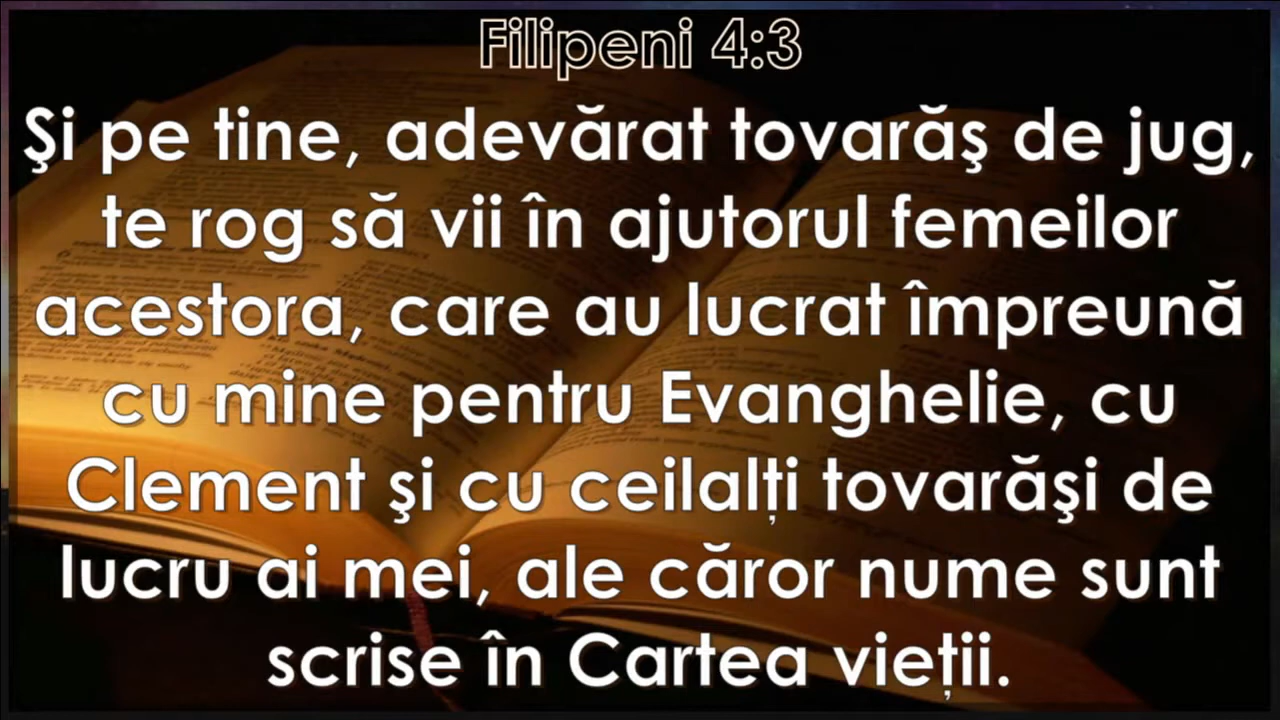 Filipeni 4:3
Şi pe tine, adevărat tovarăş de jug,
te rog să vii în ajutorul femeilor
acestora, care au lucrat împreună
cu mine pentru Evanghelie, cu
Clement şi cu ceilalți tovarăşi de
lucru ai mei, ale căror nume sunt
scrise în Cartea vieții.